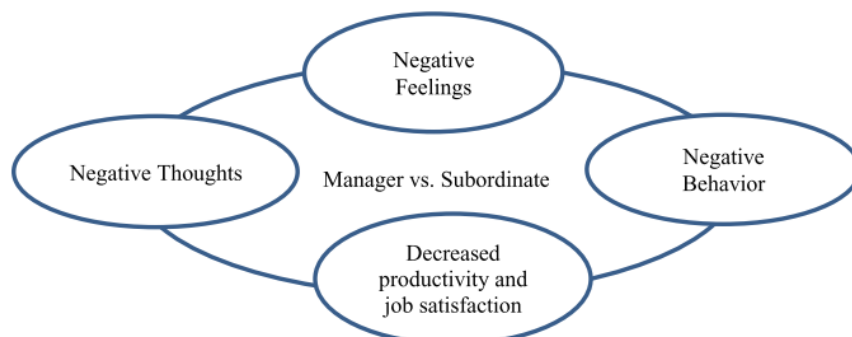 Negative
Feelings
Negative Thoughts
Manager vs. Subordinate
Negative
Behavior
Decreased
productivity and
job satisfaction